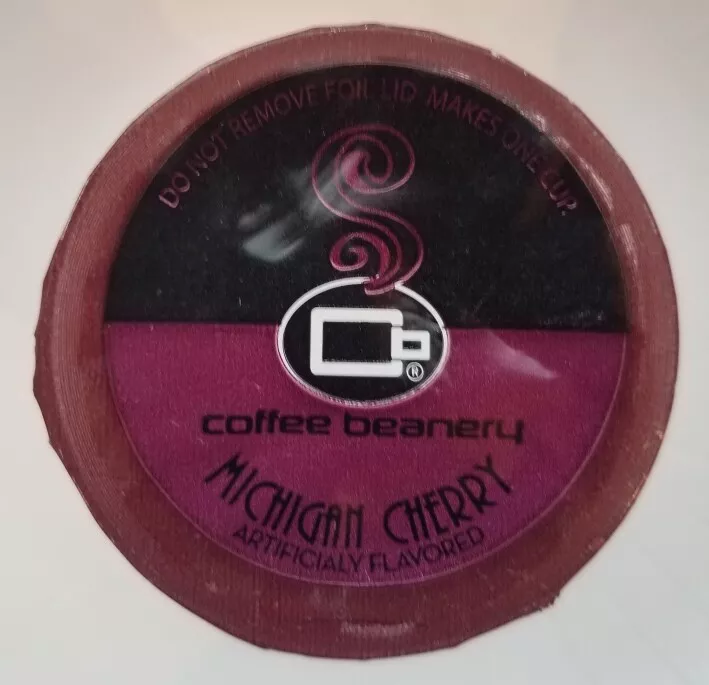 DO NOT REMOVE FOIL LID MAKES ONE CUP.
®
coffee beanery
MICHIGAN CHERRY
ARTIFICIALY FLAVORED